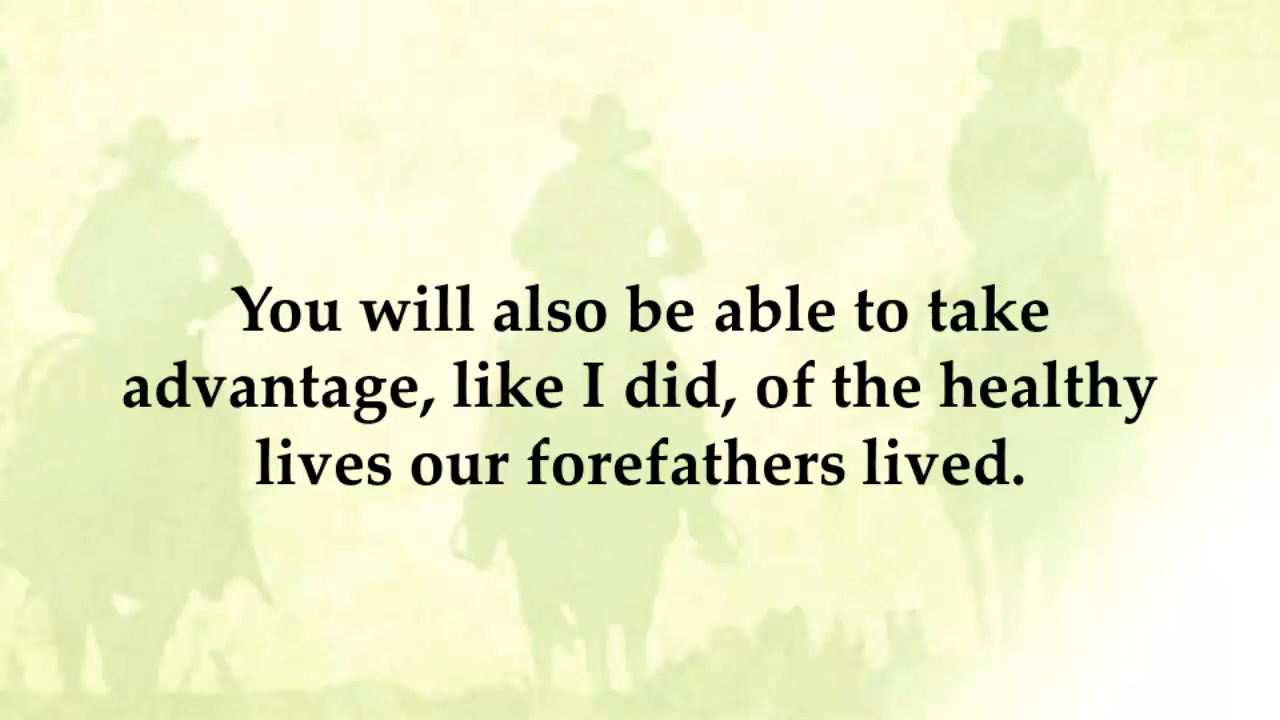 You will also be able to take
advantage, like I did, of the healthy
lives our forefathers lived.